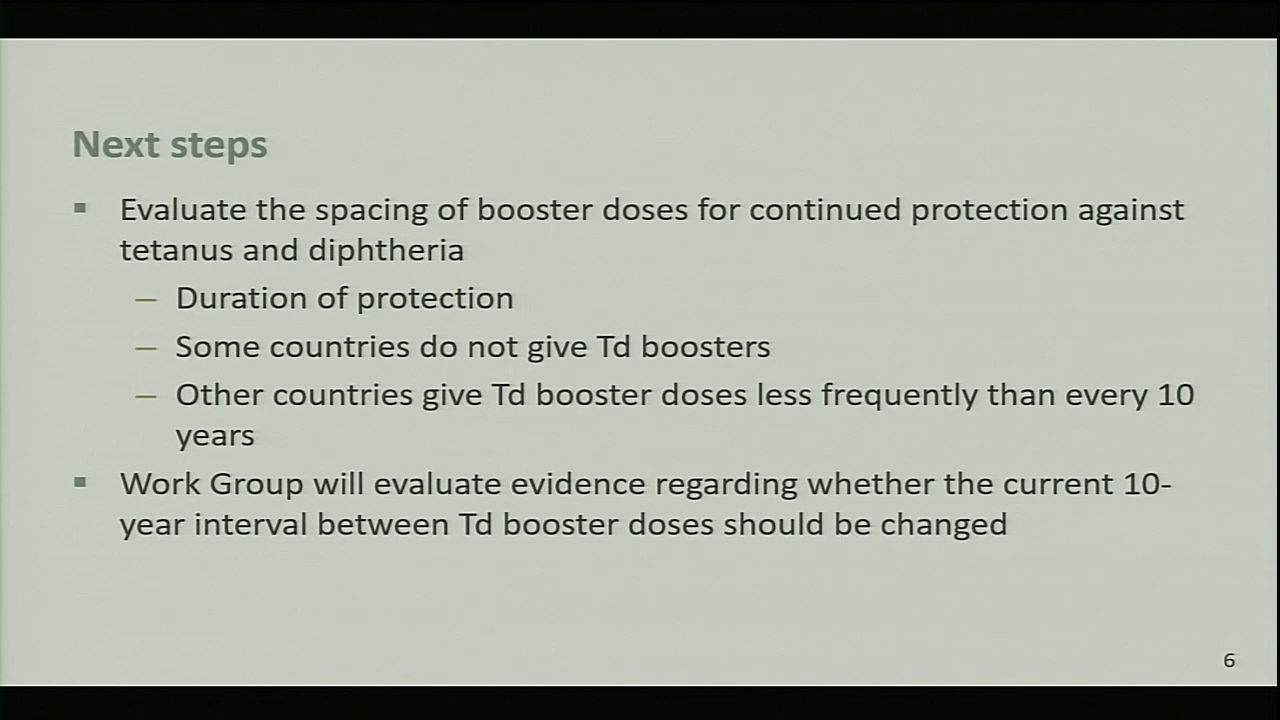 Next steps
▪ Evaluate the spacing of booster doses for continued protection against
tetanus and diphtheria
– Duration of protection
– Some countries do not give Td boosters
– Other countries give Td booster doses less frequently than every 10
years
▪ Work Group will evaluate evidence regarding whether the current 10-
year interval between Td booster doses should be changed
6